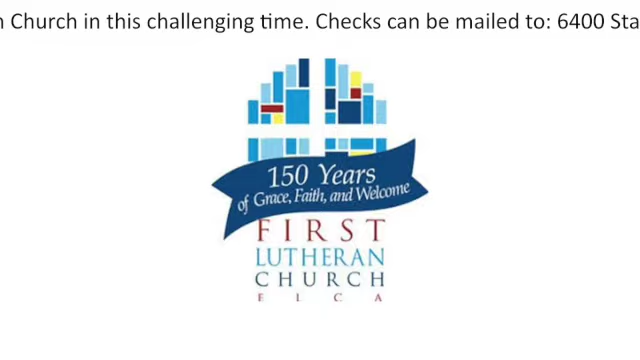 n Church in this challenging time. Checks can be mailed to: 6400 Sta
150 Years
of Grace, Faith, and Welcome
FIRST
LUTHERAN
CHURCH
ELCA